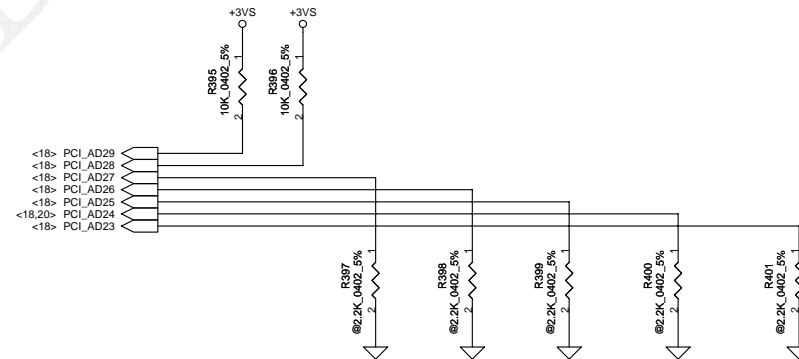 +3VS +3VS
R395
10K_0402_5%
1
2
R396
10K_0402_5%
1
2
<18> PCI_AD29
<18> PCI_AD28
<18> PCI_AD27
<18> PCI_AD26
<18> PCI_AD25
<18,20> PCI_AD24
<18> PCI_AD23
R397
@2.2K_0402_5%
1
2
R398
@2.2K_0402_5%
1
2
R399
@2.2K_0402_5%
1
2
R400
@2.2K_0402_5%
1
2
R401
@2.2K_0402_5%
1
2